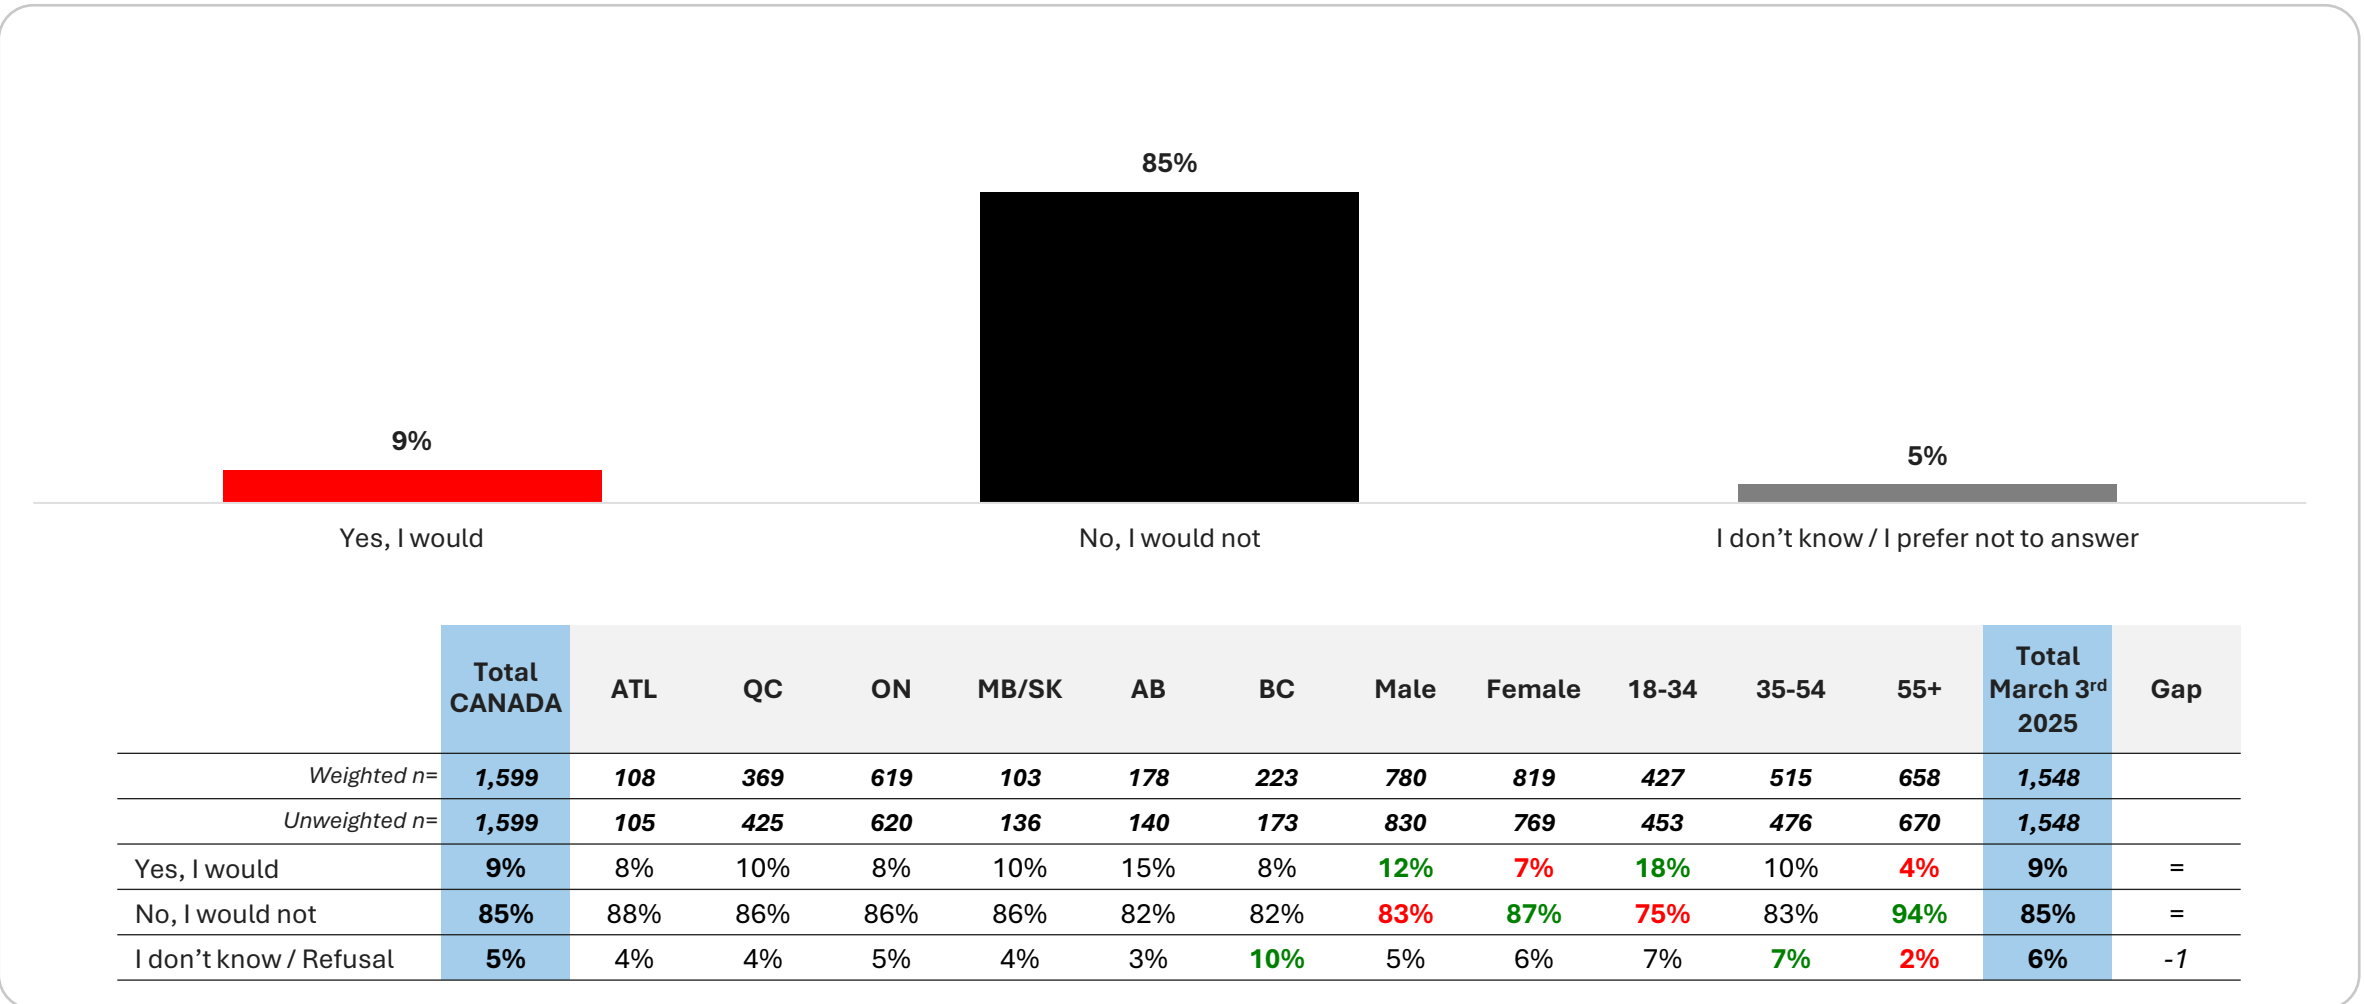 85%
9%
5%
Yes, I would
No, I would not
I don’t know / I prefer not to answer
Total CANADA ATL QC ON MB/SK AB BC Male Female 18-34 35-54 55+ Total March 3rd 2025 Gap
Weighted n= 1,599 108 369 619 103 178 223 780 819 427 515 658 1,548
Unweighted n= 1,599 105 425 620 136 140 173 830 769 453 476 670 1,548
Yes, I would 9% 8% 10% 8% 10% 15% 8% 12% 7% 18% 10% 4% 9% =
No, I would not 85% 88% 86% 86% 86% 82% 82% 83% 87% 75% 83% 94% 85% =
I don’t know / Refusal 5% 4% 4% 5% 4% 3% 10% 5% 6% 7% 7% 2% 6% -1